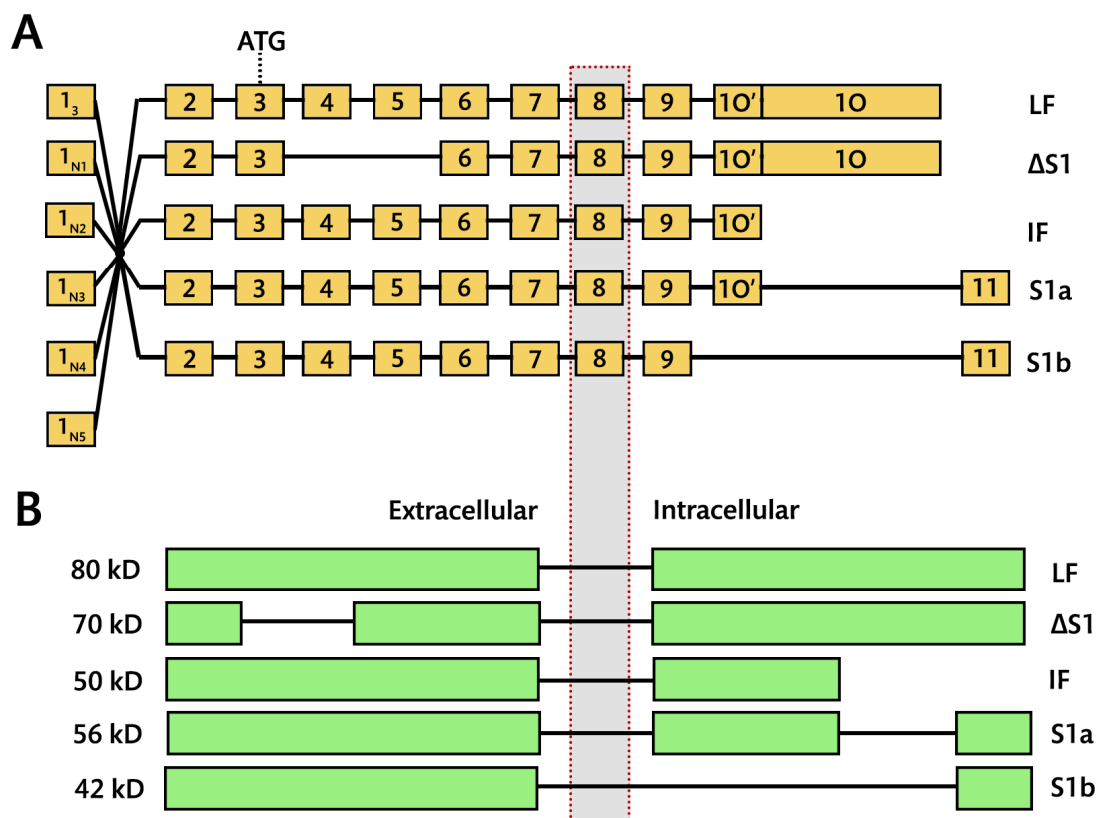 A
ATG
1₃ 2 3 4 5 6 7 8 9 10' 10 LF
1N1 2 3 6 7 8 9 10' 10 ΔS1
1N2 2 3 4 5 6 7 8 9 10' IF
1N3 2 3 4 5 6 7 8 9 10' 11 S1a
1N4 2 3 4 5 6 7 8 9 11 S1b
1N5
B Extracellular Intracellular
80 kD LF
70 kD ΔS1
50 kD IF
56 kD S1a
42 kD S1b